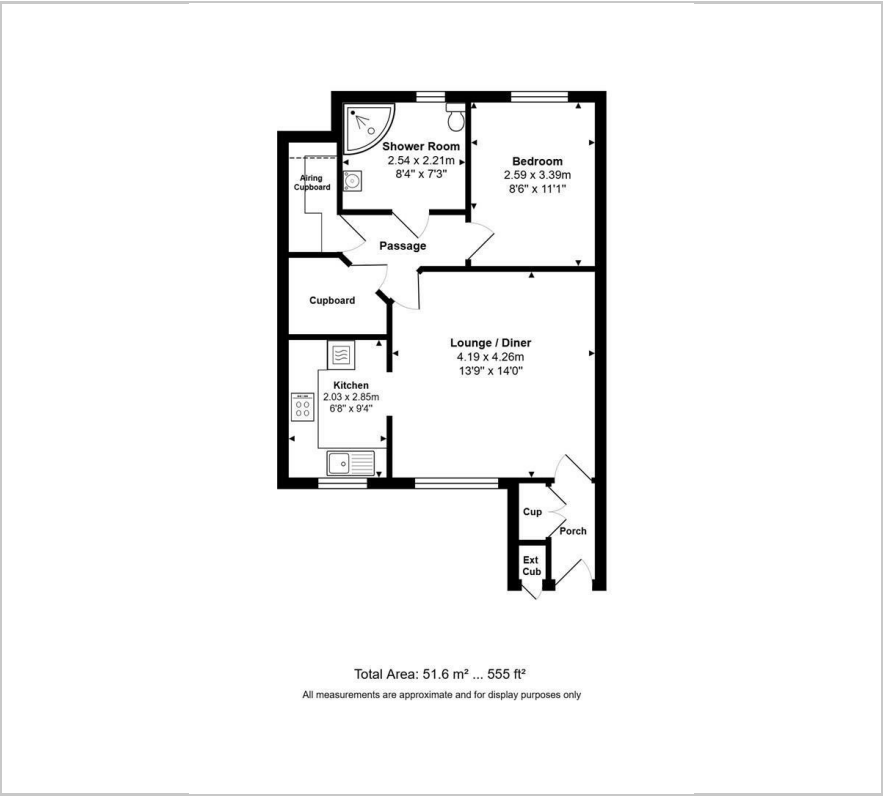 Shower Room
2.54 x 2.21m
8'4" x 7'3"
Bedroom
2.59 x 3.39m
8'6" x 11'1"
Airing
Cupboard
Passage
Cupboard
Lounge / Diner
4.19 x 4.26m
13'9" x 14'0"
Kitchen
2.03 x 2.85m
6'8" x 9'4"
Cup
Porch
Ext
Cub
Total Area: 51.6 m² ... 555 ft²
All measurements are approximate and for display purposes only